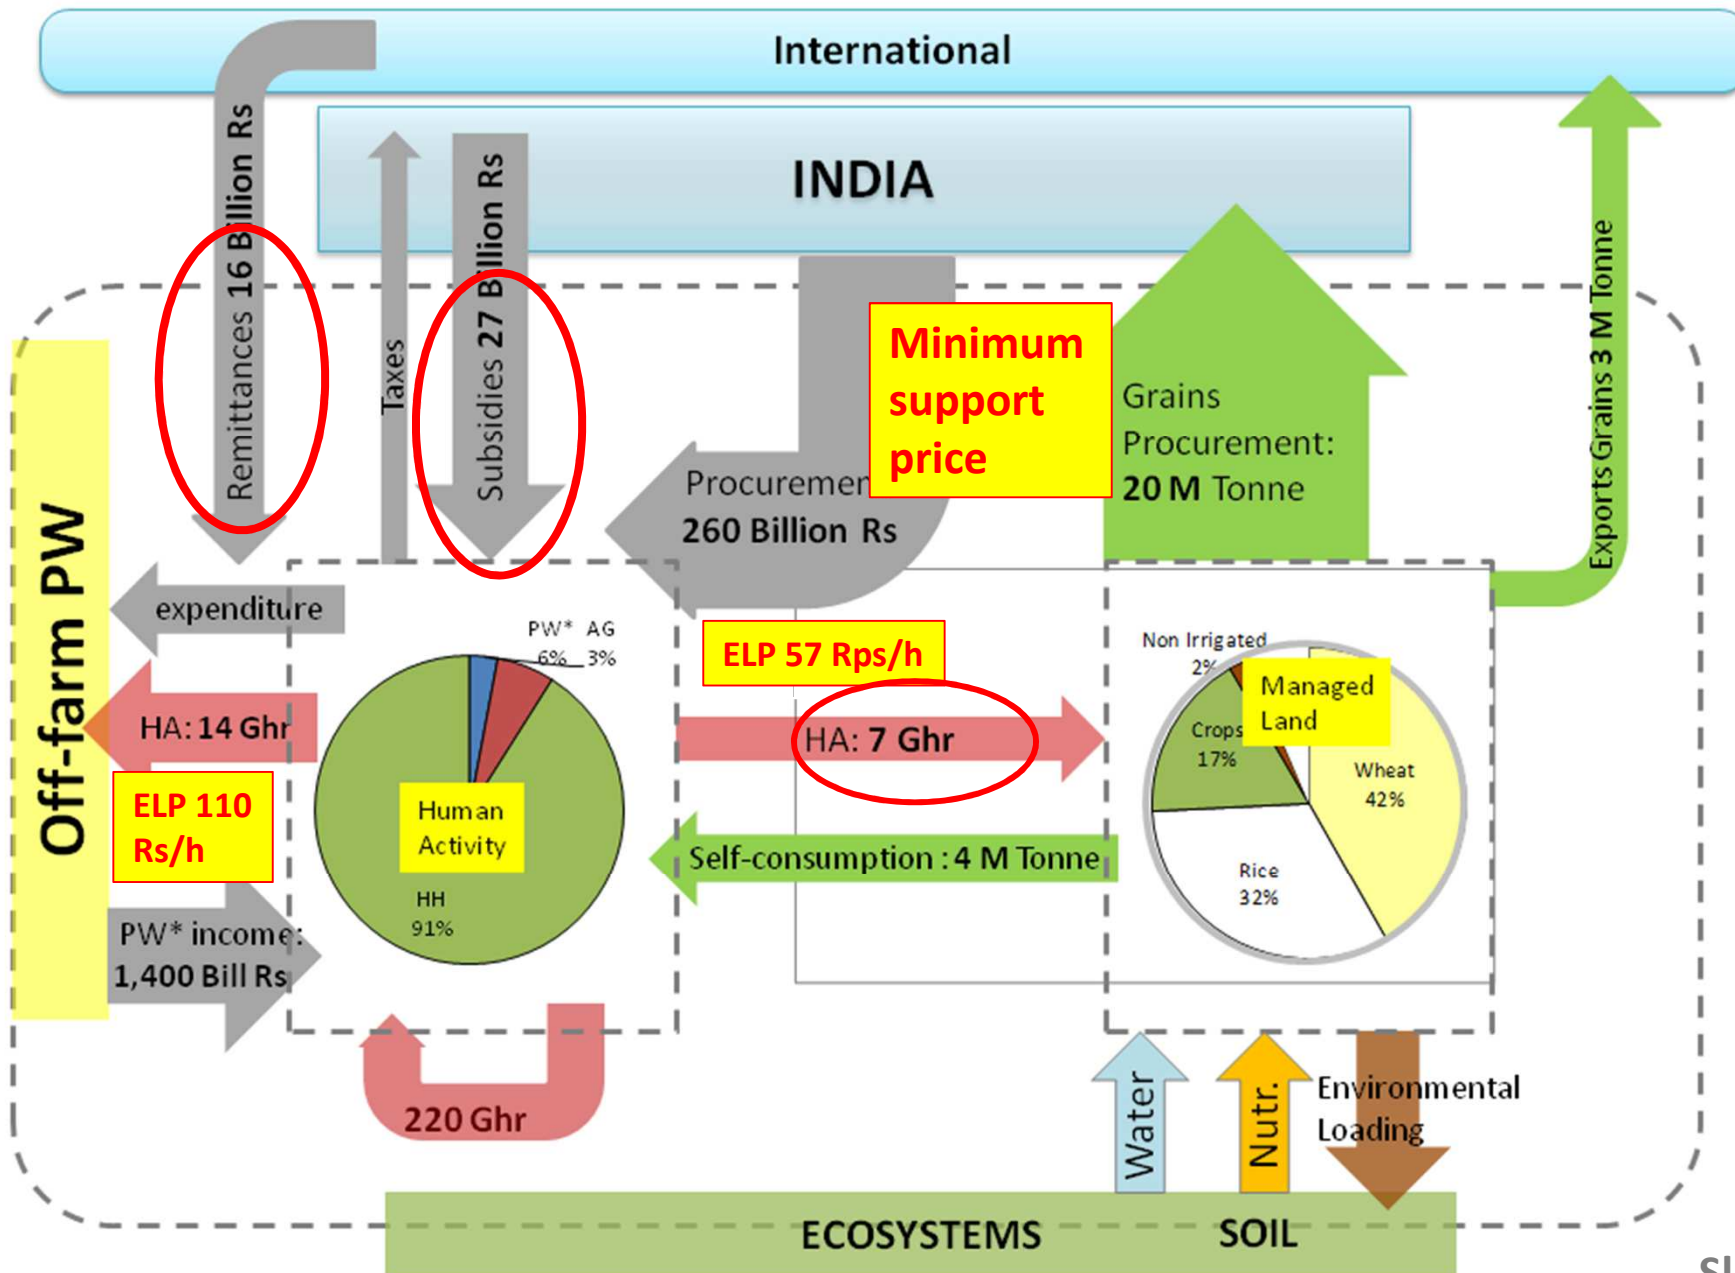 International
INDIA
Remittances 16 Billion Rs
Taxes
Subsidies 27 Billion Rs
Minimum
support
price
Procuremen
260 Billion Rs
Grains
Procurement:
20 M Tonne
Exports Grains 3 M Tonne
Off-farm PW
expenditure
HA: 14 Ghr
ELP 110
Rs/h
PW* income:
1,400 Bill Rs
PW* AG
6% 3%
Human
Activity
HH
91%
220 Ghr
ELP 57 Rps/h
HA: 7 Ghr
Self-consumption : 4 M Tonne
Non Irrigated
2%
Managed
Land
Crops
17%
Wheat
42%
Rice
32%
Water
Nutr.
Environmental
Loading
ECOSYSTEMS
SOIL